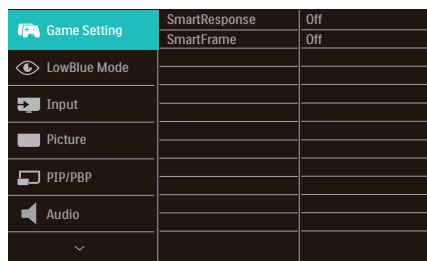 Game Setting
SmartResponse Off
SmartFrame Off
LowBlue Mode
Input
Picture
PIP/PBP
Audio